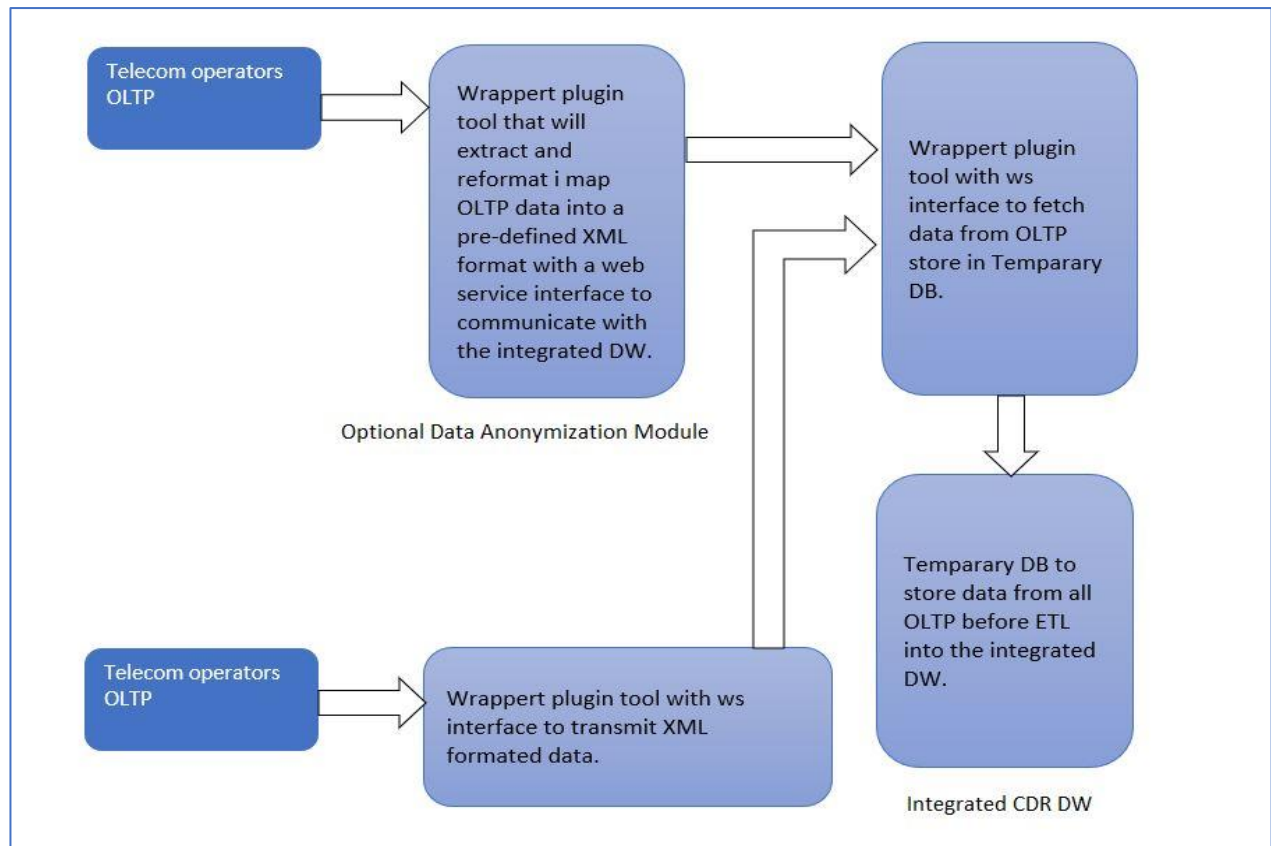 Telecom operators
OLTP
Wrappert plugin
tool that will
extract and
reformat i map
OLTP data into a
pre-defined XML
format with a web
service interface to
communicate with
the integrated DW.
Optional Data Anonymization Module
Wrappert plugin
tool with ws
interface to fetch
data from OLTP
store in Temparary
DB.
Telecom operators
OLTP
Wrappert plugin tool with ws
interface to transmit XML
formated data.
Temparary DB to
store data from all
OLTP before ETL
into the integrated
DW.
Integrated CDR DW